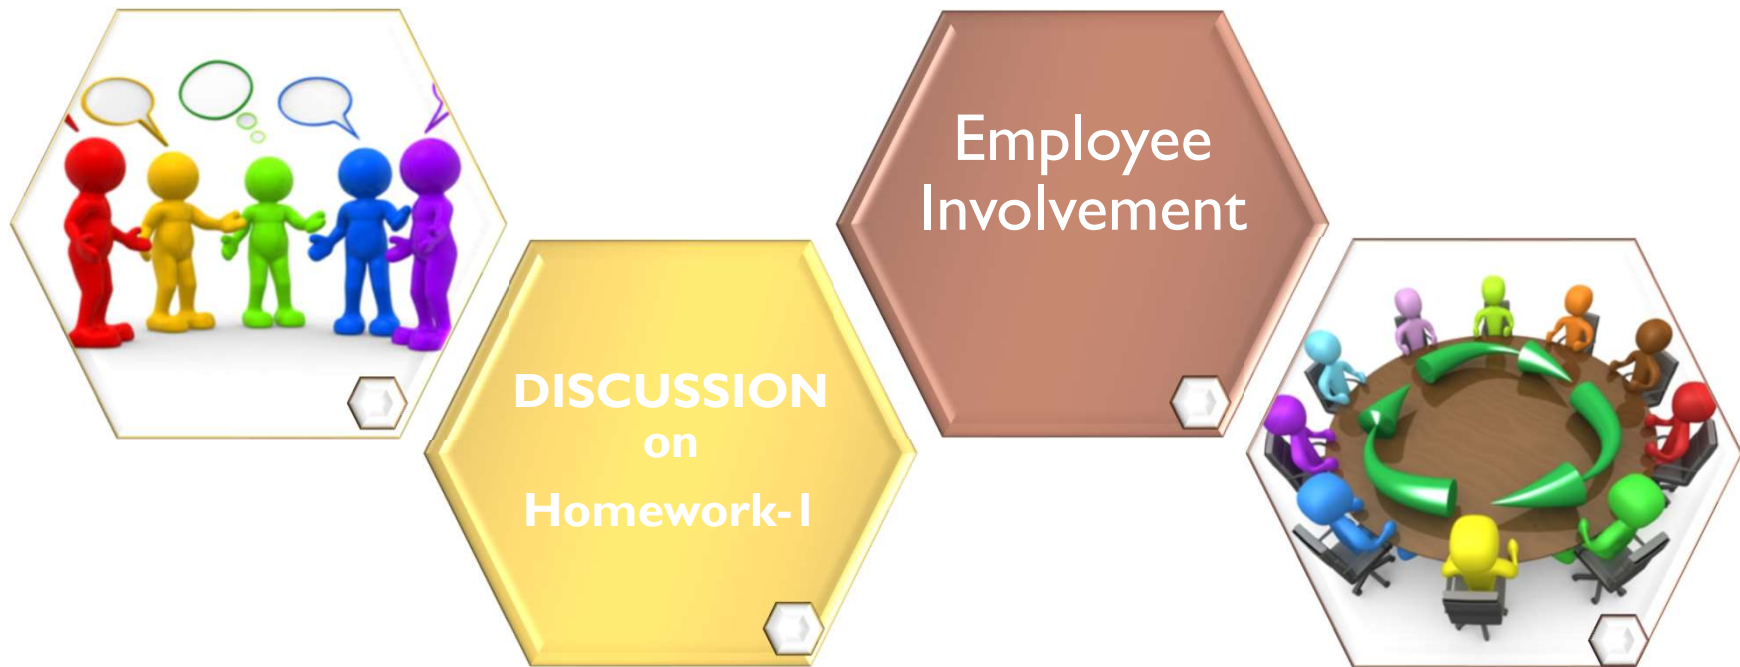 DISCUSSION
on
Homework-1
Employee
Involvement